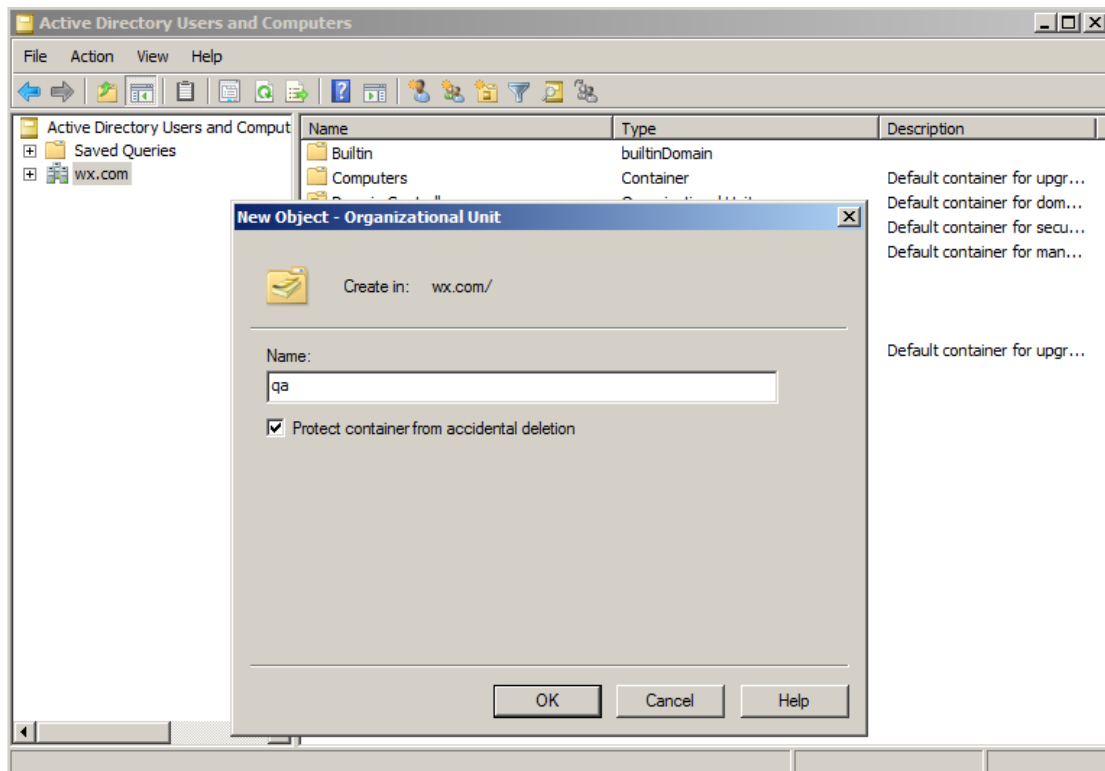 Active Directory Users and Computers
File Action View Help
Active Directory Users and Comput
Saved Queries
wx.com
Name Type Description
Builtin builtinDomain
Computers Container Default container for upgr...
Default container for dom...
Default container for secu...
Default container for man...
Default container for upgr...
New Object - Organizational Unit
Create in: wx.com/
Name:
qa
Protect container from accidental deletion
OK Cancel Help